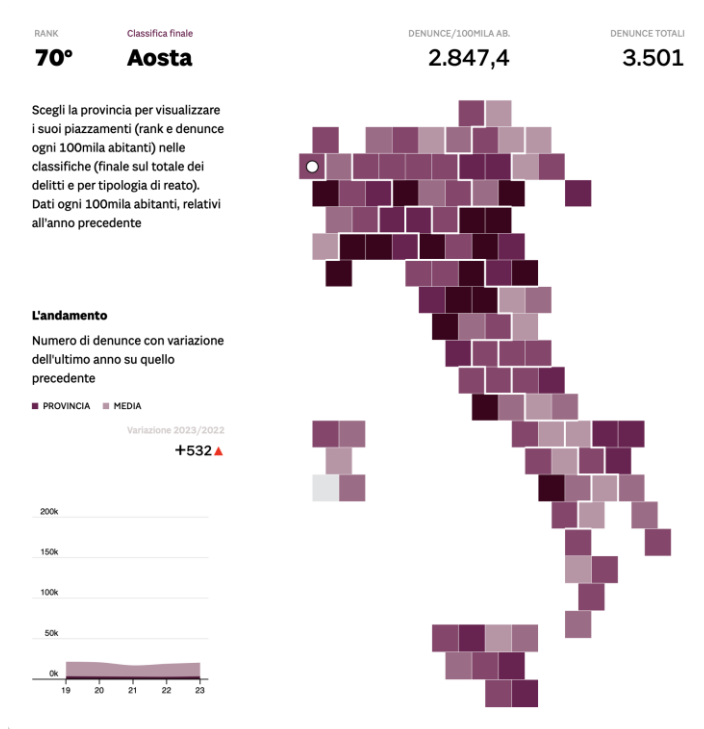 RANK
Classifica finale
DENUNCE/100MILA AB.
DENUNCE TOTALI
70°
Aosta
2.847,4
3.501
Scegli la provincia per visualizzare
i suoi piazzamenti (rank e denunce
ogni 100mila abitanti) nelle
classifiche (finale sul totale dei
delitti e per tipologia di reato).
Dati ogni 100mila abitanti, relativi
all'anno precedente
L'andamento
Numero di denunce con variazione
dell'ultimo anno su quello
precedente
PROVINCIA MEDIA
Variazione 2023/2022
+532
200k
150k
100k
50k
0k
19 20 21 22 23